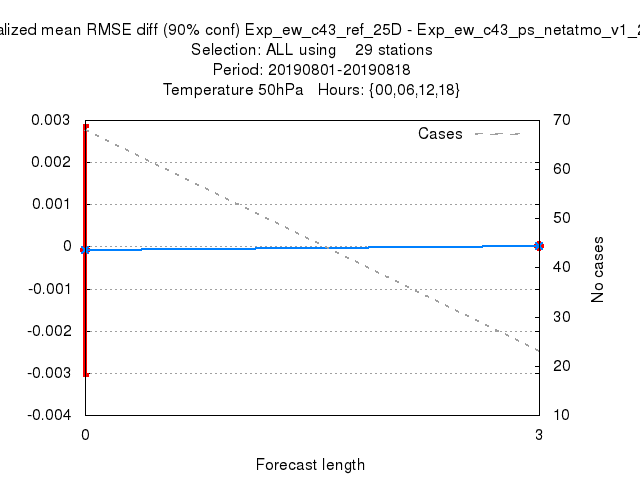 alized mean RMSE diff (90% conf) Exp_ew_c43_ref_25D - Exp_ew_c43_ps_netatmo_v1_2
Selection: ALL using    29 stations
Period: 20190801-20190818
Temperature 50hPa   Hours: {00,06,12,18}
Cases
0.003
0.002
0.001
0
-0.001
-0.002
-0.003
-0.004
70
60
50
40
30
20
10
No cases
0
3
Forecast length